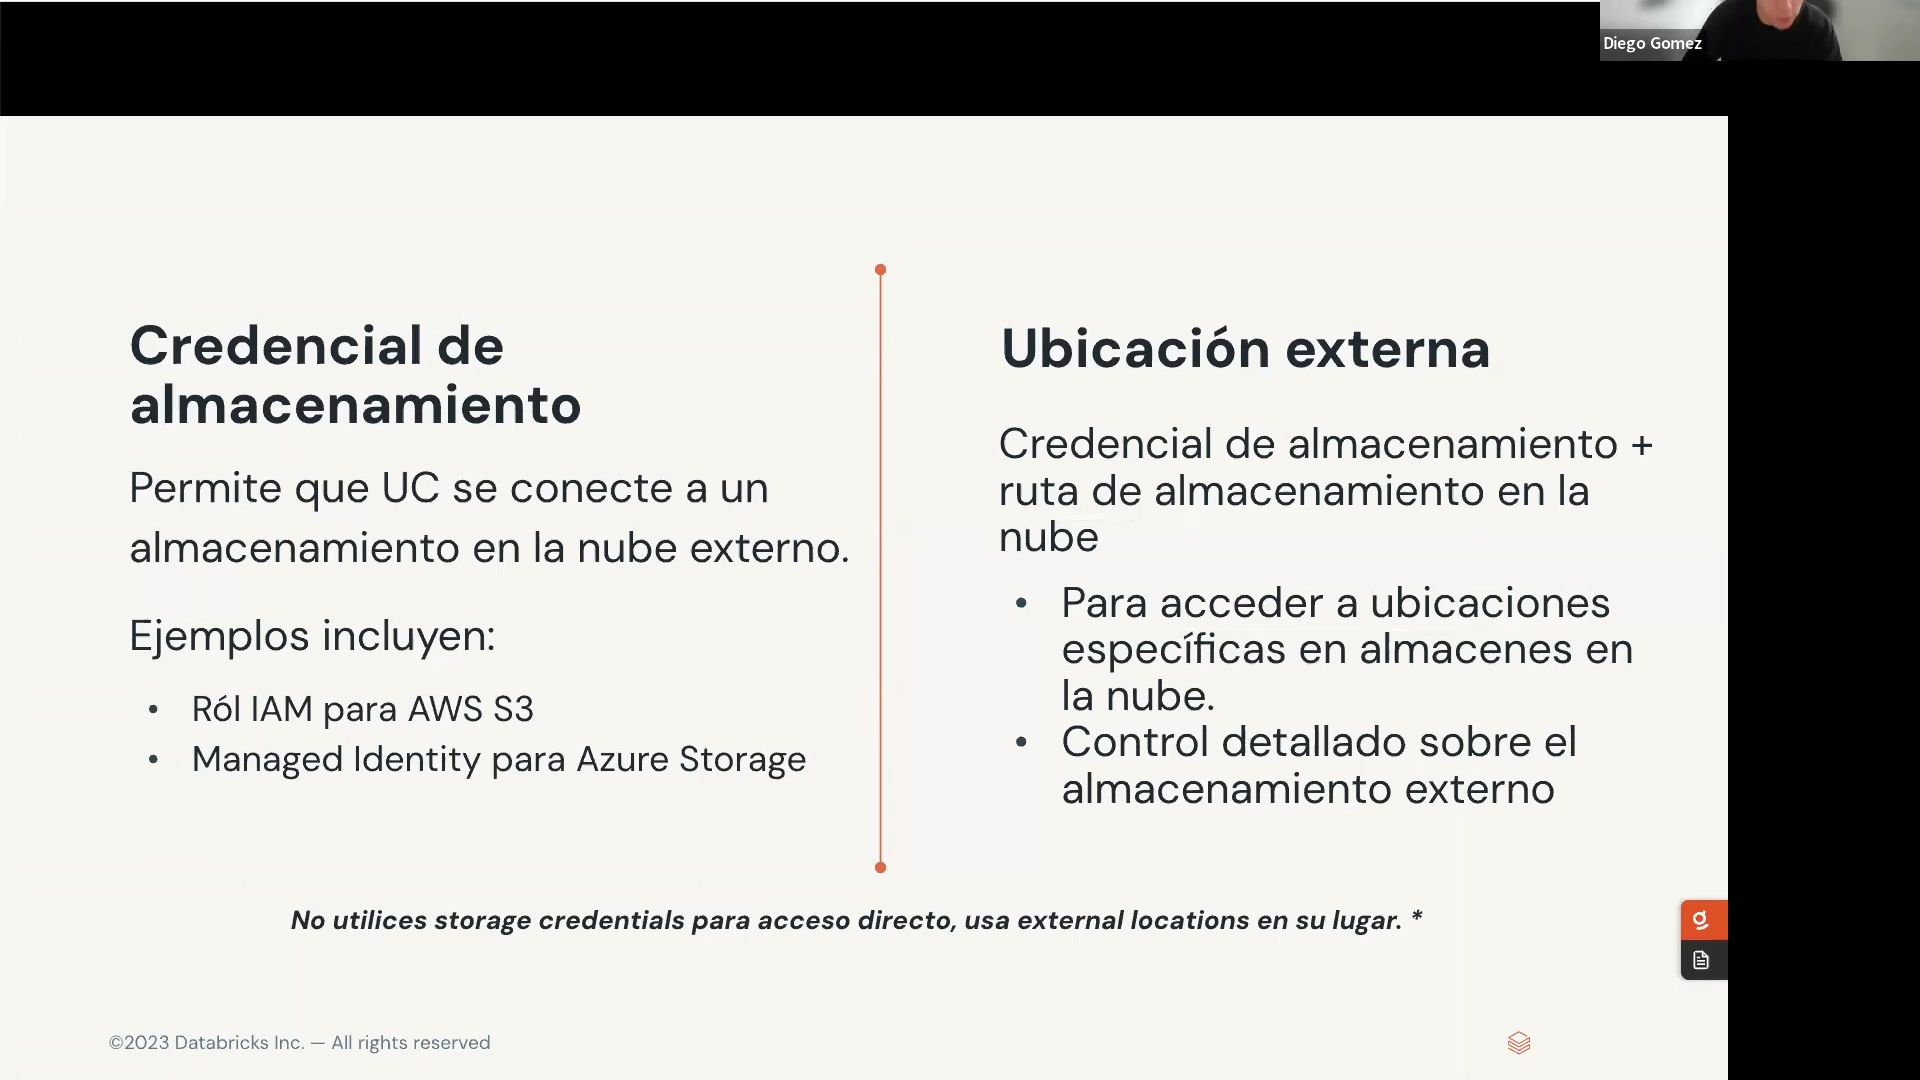 Diego Gomez
Credencial de
almacenamiento
Permite que UC se conecte a un
almacenamiento en la nube externo.
Ejemplos incluyen:
• Ról IAM para AWS S3
• Managed Identity para Azure Storage
Ubicación externa
Credencial de almacenamiento +
ruta de almacenamiento en la
nube
• Para acceder a ubicaciones
específicas en almacenes en
la nube.
• Control detallado sobre el
almacenamiento externo
No utilices storage credentials para acceso directo, usa external locations en su lugar. *
©2023 Databricks Inc. — All rights reserved